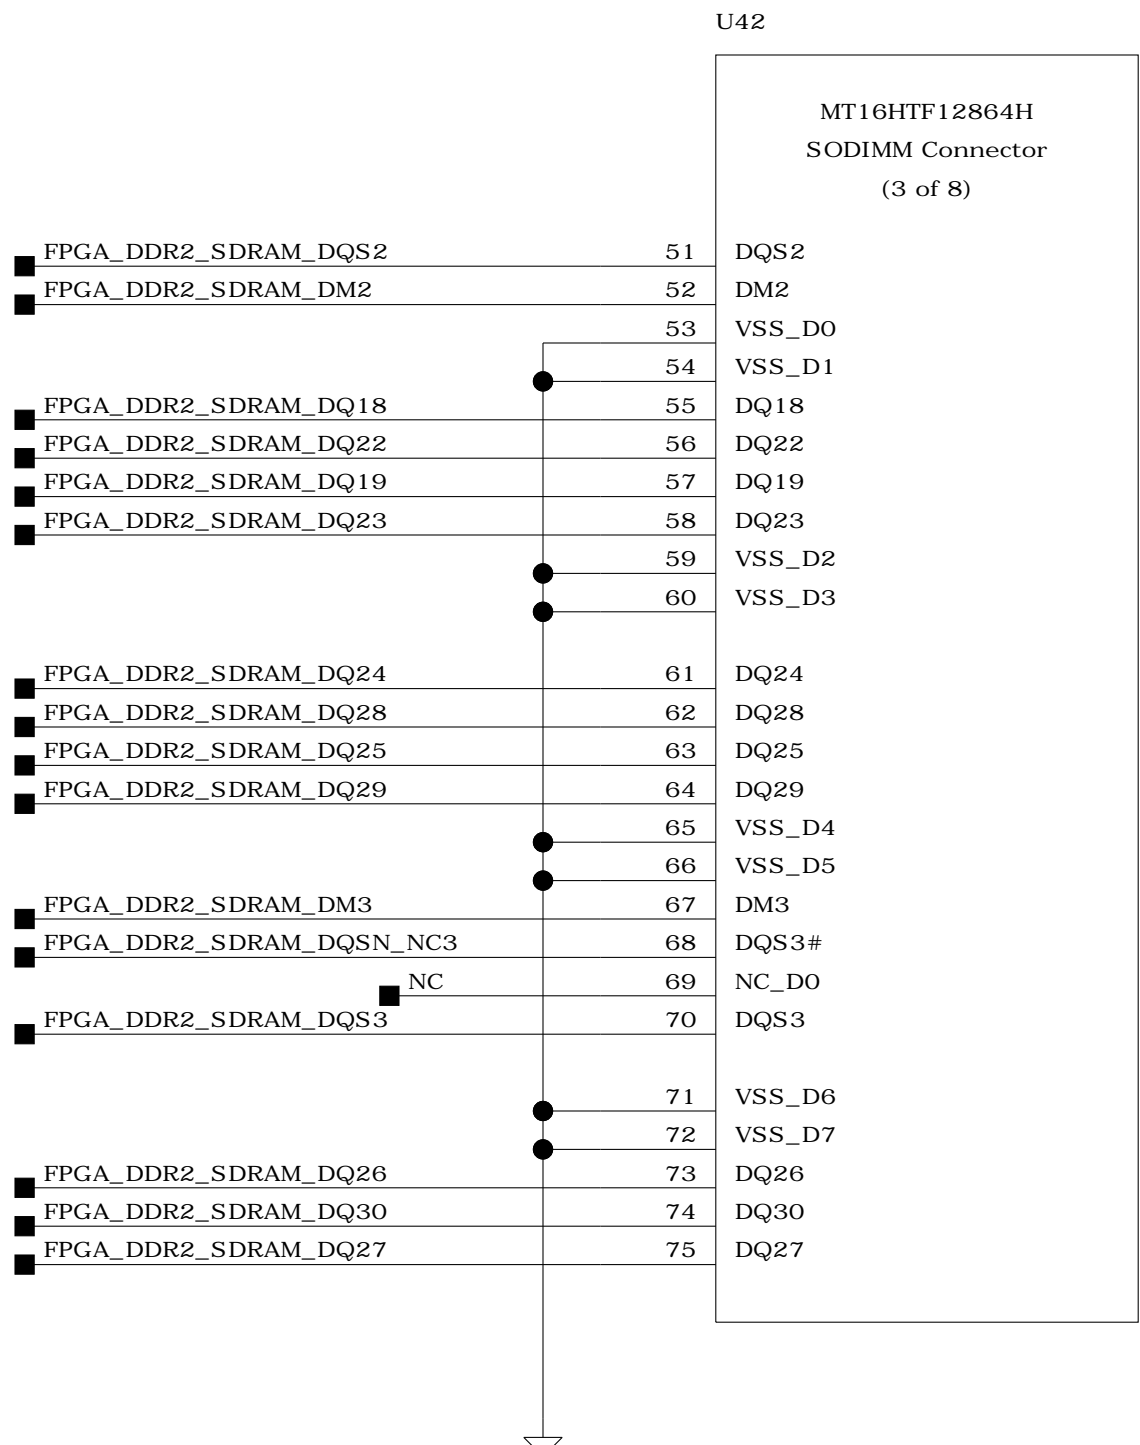 U42
MT16HTF12864H
SODIMM Connector
(3 of 8)
FPGA_DDR2_SDRAM_DQS2 51 DQS2
FPGA_DDR2_SDRAM_DM2 52 DM2
53 VSS_D0
54 VSS_D1
FPGA_DDR2_SDRAM_DQ18 55 DQ18
FPGA_DDR2_SDRAM_DQ22 56 DQ22
FPGA_DDR2_SDRAM_DQ19 57 DQ19
FPGA_DDR2_SDRAM_DQ23 58 DQ23
59 VSS_D2
60 VSS_D3
FPGA_DDR2_SDRAM_DQ24 61 DQ24
FPGA_DDR2_SDRAM_DQ28 62 DQ28
FPGA_DDR2_SDRAM_DQ25 63 DQ25
FPGA_DDR2_SDRAM_DQ29 64 DQ29
65 VSS_D4
66 VSS_D5
FPGA_DDR2_SDRAM_DM3 67 DM3
FPGA_DDR2_SDRAM_DQSN_NC3 68 DQS3#
NC 69 NC_D0
FPGA_DDR2_SDRAM_DQS3 70 DQS3
71 VSS_D6
72 VSS_D7
FPGA_DDR2_SDRAM_DQ26 73 DQ26
FPGA_DDR2_SDRAM_DQ30 74 DQ30
FPGA_DDR2_SDRAM_DQ27 75 DQ27